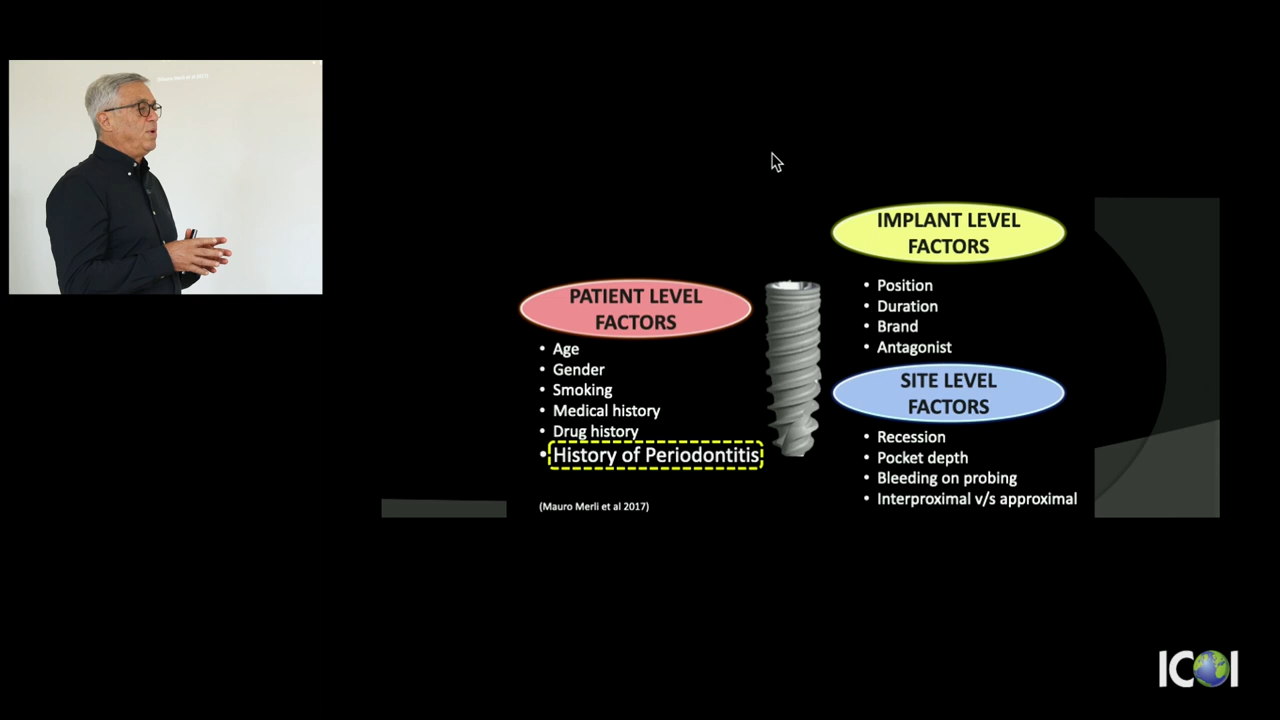 PATIENT LEVEL
FACTORS
• Age
• Gender
• Smoking
• Medical history
• Drug history
• History of Periodontitis
(Mauro Merli et al 2017)
IMPLANT LEVEL
FACTORS
• Position
• Duration
• Brand
• Antagonist
SITE LEVEL
FACTORS
• Recession
• Pocket depth
• Bleeding on probing
• Interproximal v/s approximal
ICOI